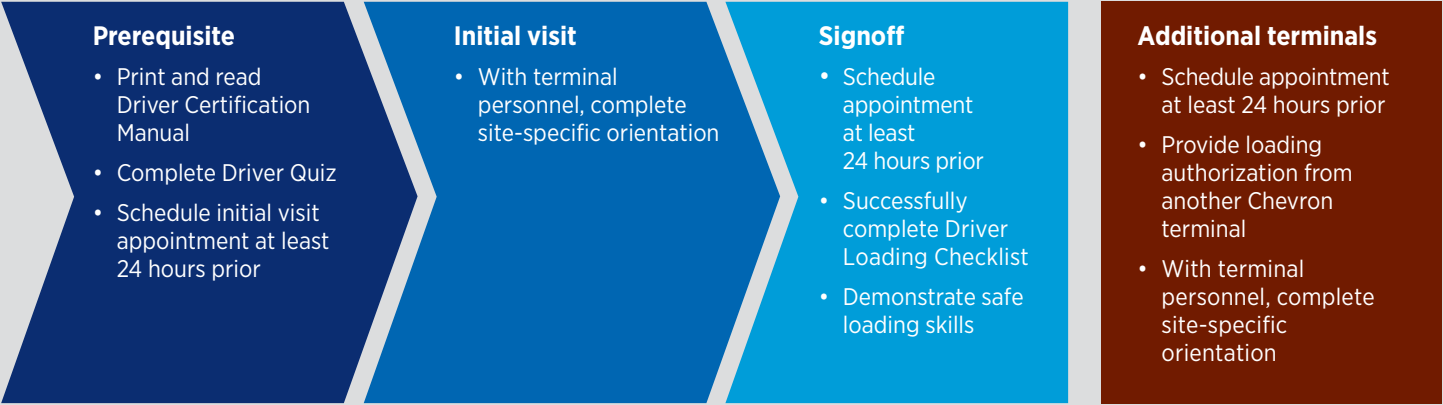 Prerequisite
• Print and read
Driver Certification
Manual
• Complete Driver Quiz
• Schedule initial visit
appointment at least
24 hours prior
Initial visit
• With terminal
personnel, complete
site-specific orientation
Signoff
• Schedule
appointment
at least
24 hours prior
• Successfully
complete Driver
Loading Checklist
• Demonstrate safe
loading skills
Additional terminals
• Schedule appointment
at least 24 hours prior
• Provide loading
authorization from
another Chevron
terminal
• With terminal
personnel, complete
site-specific
orientation